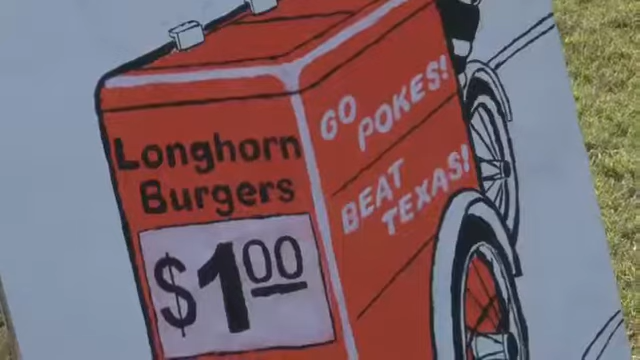 Longhorn
Burgers
$1.00
GO
POKES!
BEAT
TEXAS!